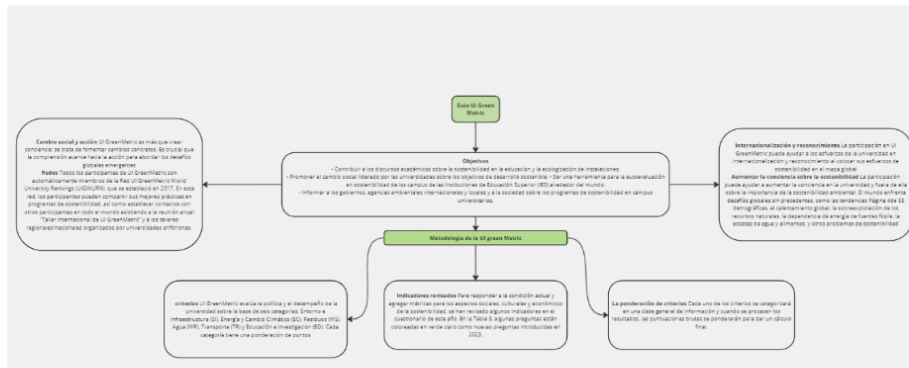 Guia UI Green
Metric
Cambio social y acción UI GreenMetric es más que crear
conciencia: se trata de fomentar cambios concretos. Es crucial que
la comprensión avance hacia la acción para abordar los desafíos
globales emergentes
Redes Todos los participantes de UI GreenMetric son
automáticamente miembros de la Red UI GreenMetric World
University Rankings (UIGWURN), que se estableció en 2017. En esta
red, los participantes pueden compartir sus mejores prácticas en
programas de sostenibilidad, así como establecer contactos con
otros participantes en todo el mundo asistiendo a la reunión anual
"Taller Internacional de UI GreenMetric" y a los talleres
regionales/nacionales organizados por universidades anfitrionas.
Objetivos
- Contribuir a los discursos académicos sobre la sostenibilidad en la educación y la ecologización de instalaciones;
- Promover el cambio social liderado por las universidades sobre los objetivos de desarrollo sostenible; - Ser una herramienta para la autoevaluación
en sostenibilidad de los campus de las Instituciones de Educación Superior (IES) alrededor del mundo;
- Informar a los gobiernos, agencias ambientales internacionales y locales y a la sociedad sobre los programas de sostenibilidad en campus
universitarios.
Internacionalización y reconocimiento La participación en UI
GreenMetric puede ayudar a los esfuerzos de la universidad en
internacionalización y reconocimiento al colocar sus esfuerzos de
sostenibilidad en el mapa global
Aumentar la conciencia sobre la sostenibilidad La participación
puede ayudar a aumentar la conciencia en la universidad y fuera de ella
sobre la importancia de la sostenibilidad ambiental. El mundo enfrenta
desafíos globales sin precedentes, como las tendencias Página 4de 52
demográficas, el calentamiento global, la sobreexplotación de los
recursos naturales, la dependencia de energía de fuentes fósiles, la
escasez de agua y alimentos, y otros problemas de sostenibilidad
Metodologia de la UI green Metric
criterios UI GreenMetric evalúa la política y el desempeño de la
universidad sobre la base de seis categorías: Entorno e
Infraestructura (SI), Energía y Cambio Climático (EC), Residuos (WS),
Agua (WR), Transporte (TR) y Educación e Investigación (ED). Cada
categoría tiene una ponderación de puntos
Indicadores revisados Para responder a la condición actual y
agregar métricas para los aspectos sociales, culturales y económicos
de la sostenibilidad, se han revisado algunos indicadores en el
cuestionario de este año. En la Tabla 3, algunas preguntas están
coloreadas en verde claro como nuevas preguntas introducidas en
2023.
La ponderación de criterios Cada uno de los criterios se categorizará
en una clase general de información y cuando se procesen los
resultados, las puntuaciones brutas se ponderarán para dar un cálculo
final.